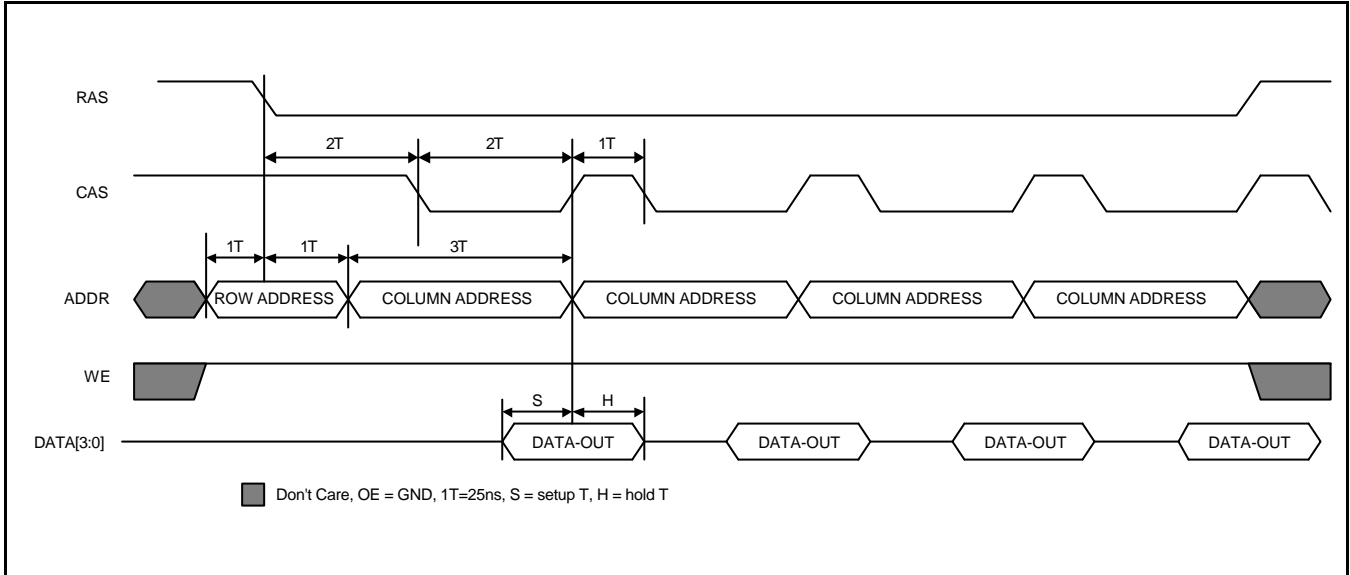 RAS
2T 2T 1T
CAS
1T 1T 3T
ADDR ROW ADDRESS COLUMN ADDRESS COLUMN ADDRESS COLUMN ADDRESS COLUMN ADDRESS
WE
S H
DATA[3:0] DATA-OUT DATA-OUT DATA-OUT DATA-OUT
Don't Care, OE = GND, 1T=25ns, S = setup T, H = hold T